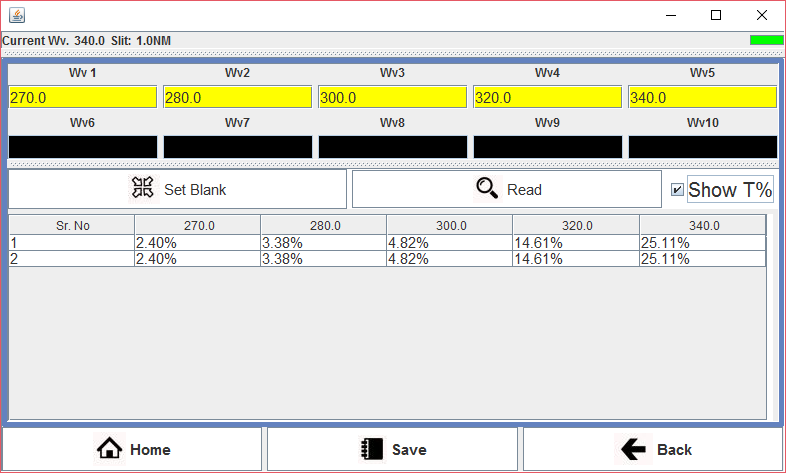 Current Wv. 340.0 Slit: 1.0NM
Wv 1 Wv2 Wv3 Wv4 Wv5
270.0 280.0 300.0 320.0 340.0
Wv6 Wv7 Wv8 Wv9 Wv10
Set Blank Read Show T%
Sr. No 270.0 280.0 300.0 320.0 340.0
1 2.40% 3.38% 4.82% 14.61% 25.11%
2 2.40% 3.38% 4.82% 14.61% 25.11%
Home Save Back